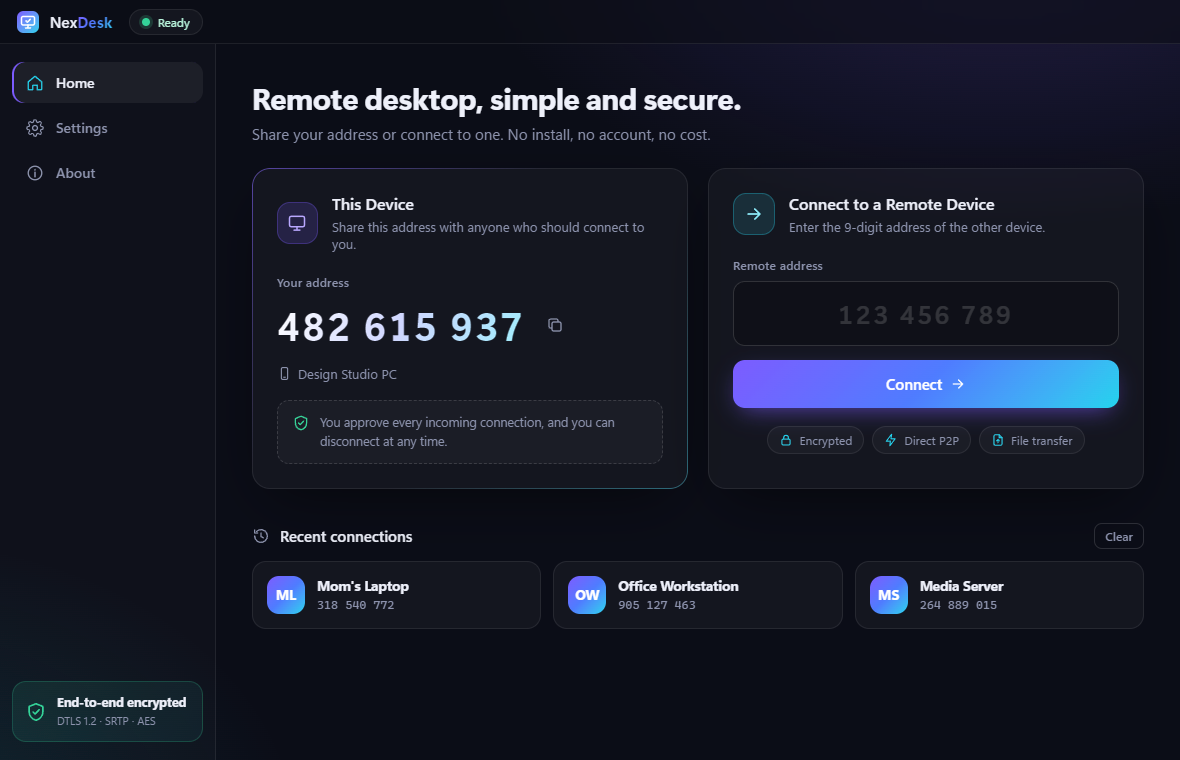 NexDesk
Ready
Home
Settings
About
Remote desktop, simple and secure.
Share your address or connect to one. No install, no account, no cost.
This Device
Share this address with anyone who should connect to
you.
Your address
482 615 937
Design Studio PC
You approve every incoming connection, and you can
disconnect at any time.
Connect to a Remote Device
Enter the 9-digit address of the other device.
Remote address
123 456 789
Connect
Encrypted
Direct P2P
File transfer
Recent connections
Clear
ML
Mom's Laptop
318 540 772
OW
Office Workstation
905 127 463
MS
Media Server
264 889 015
End-to-end encrypted
DTLS 1.2 · SRTP · AES